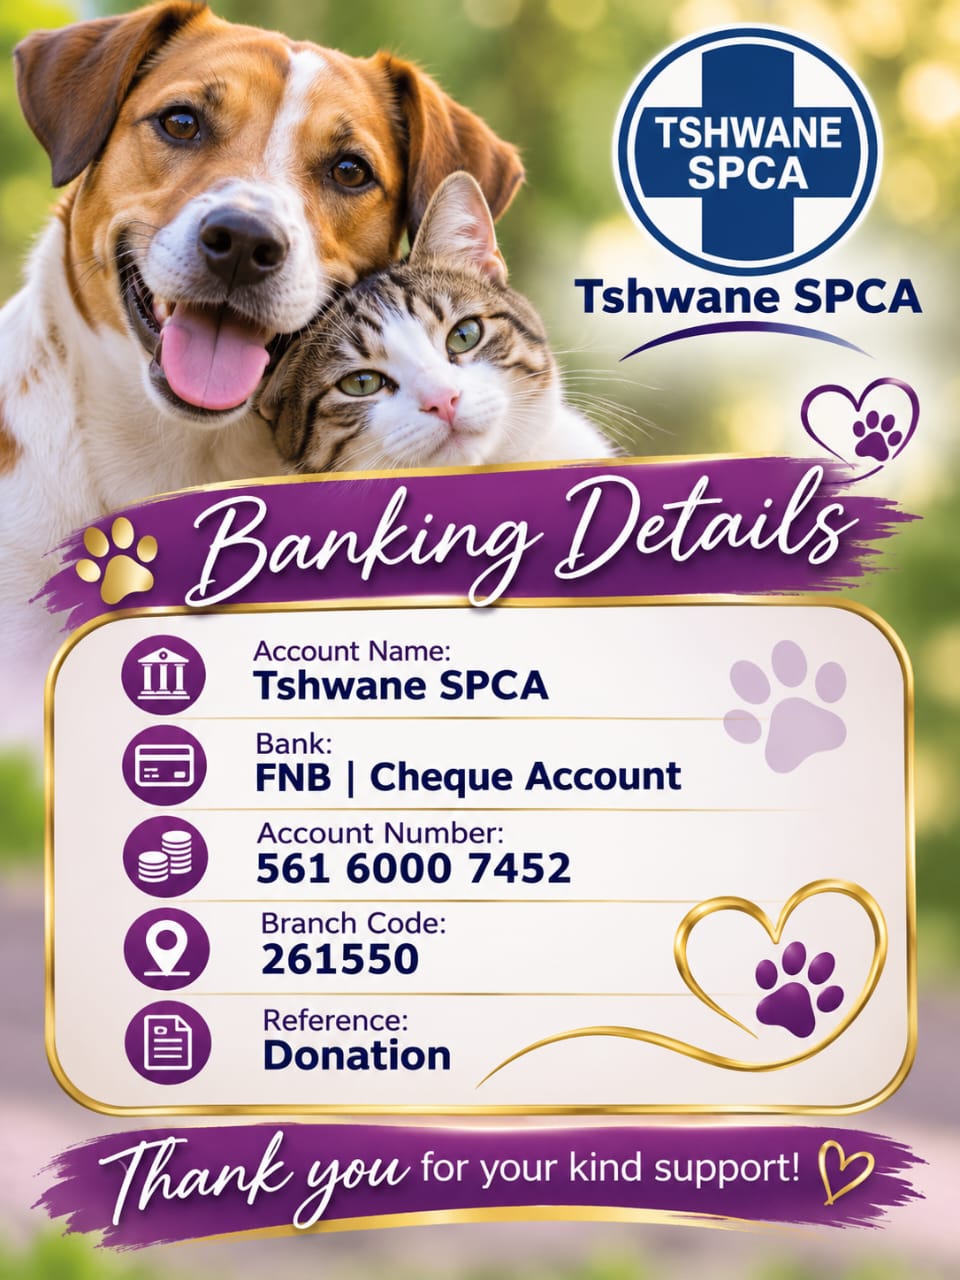 TSHWANE
SPCA
Tshwane SPCA
Banking Details
Account Name:
Tshwane SPCA
Bank:
FNB | Cheque Account
Account Number:
561 6000 7452
Branch Code:
261550
Reference:
Donation
Thank you for your kind support!